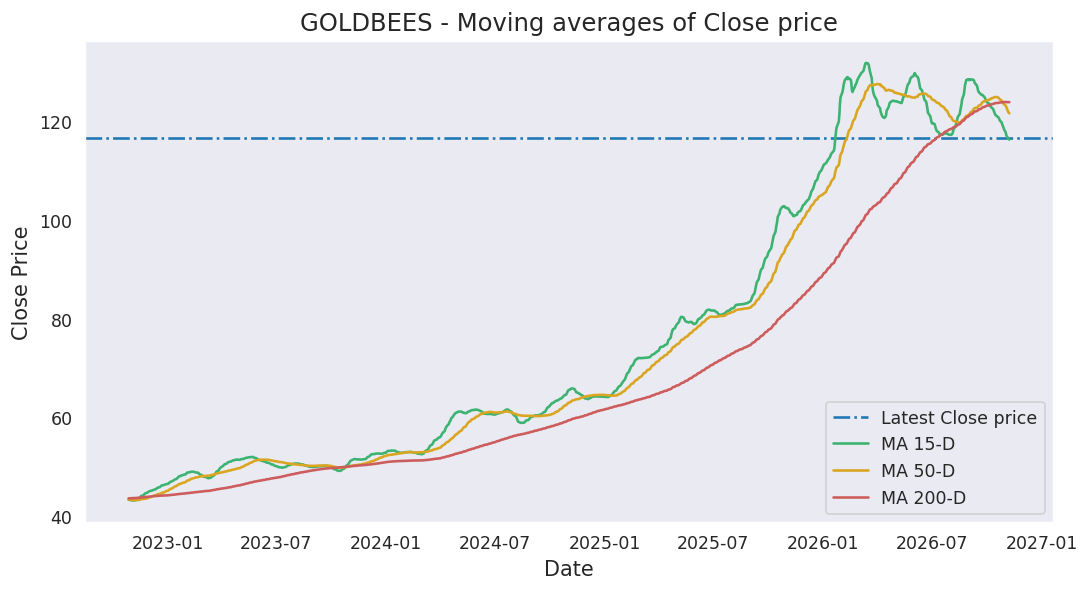 GOLDBEES - Moving averages of Close price
Close Price
120
100
80
60
40
Latest Close price
MA 15-D
MA 50-D
MA 200-D
2023-01 2023-07 2024-01 2024-07 2025-01 2025-07 2026-01 2026-07 2027-01
Date